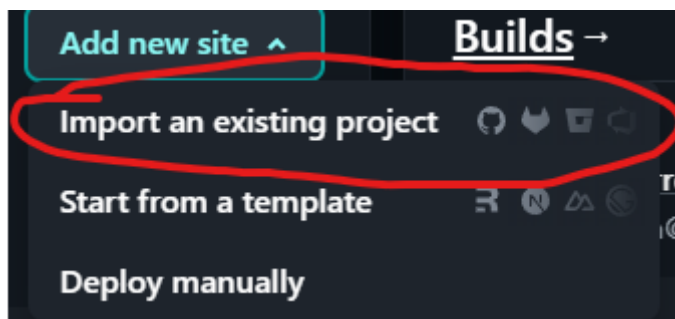 Add new site
Builds →
Import an existing project
Start from a template
Deploy manually